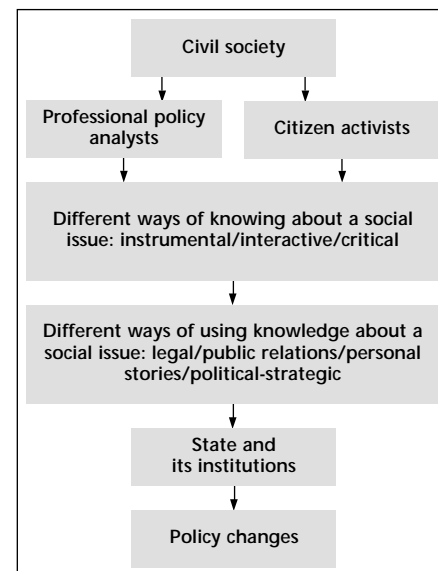 Civil society
Professional policy
analysts
Citizen activists
Different ways of knowing about a social
issue: instrumental/interactive/critical
Different ways of using knowledge about a
social issue: legal/public relations/personal
stories/political-strategic
State and
its institutions
Policy changes